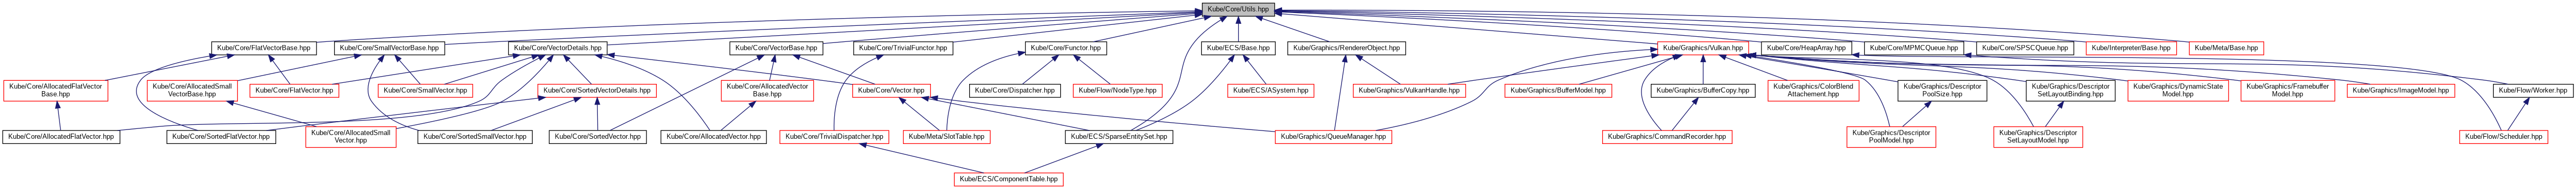 Kube/Core/Utils.hpp
Kube/Core/FlatVectorBase.hpp
Kube/Core/SmallVectorBase.hpp
Kube/Core/VectorDetails.hpp
Kube/Core/VectorBase.hpp
Kube/Core/TrivialFunctor.hpp
Kube/Core/Functor.hpp
Kube/ECS/Base.hpp
Kube/Graphics/RendererObject.hpp
Kube/Graphics/Vulkan.hpp
Kube/Core/HeapArray.hpp
Kube/Core/MPMCQueue.hpp
Kube/Core/SPSCQueue.hpp
Kube/Interpreter/Base.hpp
Kube/Meta/Base.hpp
Kube/Core/AllocatedFlatVector
Base.hpp
Kube/Core/AllocatedSmall
VectorBase.hpp
Kube/Core/FlatVector.hpp
Kube/Core/SmallVector.hpp
Kube/Core/SortedVectorDetails.hpp
Kube/Core/AllocatedVector
Base.hpp
Kube/Core/Vector.hpp
Kube/Core/Dispatcher.hpp
Kube/Flow/NodeType.hpp
Kube/ECS/ASystem.hpp
Kube/Graphics/VulkanHandle.hpp
Kube/Graphics/BufferModel.hpp
Kube/Graphics/BufferCopy.hpp
Kube/Graphics/ColorBlend
Attachement.hpp
Kube/Graphics/Descriptor
PoolSize.hpp
Kube/Graphics/Descriptor
SetLayoutBinding.hpp
Kube/Graphics/DynamicState
Model.hpp
Kube/Graphics/Framebuffer
Model.hpp
Kube/Graphics/ImageModel.hpp
Kube/Flow/Worker.hpp
Kube/Core/AllocatedFlatVector.hpp
Kube/Core/SortedFlatVector.hpp
Kube/Core/AllocatedSmall
Vector.hpp
Kube/Core/SortedSmallVector.hpp
Kube/Core/SortedVector.hpp
Kube/Core/AllocatedVector.hpp
Kube/Core/TrivialDispatcher.hpp
Kube/Meta/SlotTable.hpp
Kube/ECS/SparseEntitySet.hpp
Kube/Graphics/QueueManager.hpp
Kube/Graphics/CommandRecorder.hpp
Kube/Graphics/Descriptor
PoolModel.hpp
Kube/Graphics/Descriptor
SetLayoutModel.hpp
Kube/Flow/Scheduler.hpp
Kube/ECS/ComponentTable.hpp